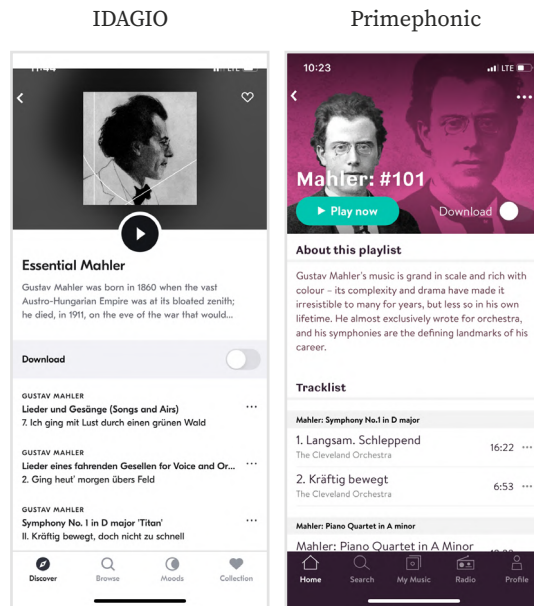 IDAGIO
Primephonic
11:44
LTE
Essential Mahler
Gustav Mahler was born in 1860 when the vast
Austro-Hungarian Empire was at its bloated zenith;
he died, in 1911, on the eve of the war that would...
Download
GUSTAV MAHLER
Lieder und Gesänge (Songs and Airs)
7. Ich ging mit Lust durch einen grünen Wald
GUSTAV MAHLER
Lieder eines fahrenden Gesellen for Voice and Or...
2. Ging heut' morgen übers Feld
GUSTAV MAHLER
Symphony No. 1 in D major 'Titan'
II. Kräftig bewegt, doch nicht zu schnell
Discover
Browse
Moods
Collection
10:23
LTE
Mahler: #101
Play now
Download
About this playlist
Gustav Mahler's music is grand in scale and rich with
colour – its complexity and drama have made it
irresistible to many for years, but less so in his own
lifetime. He almost exclusively wrote for orchestra,
and his symphonies are the defining landmarks of his
career.
Tracklist
Mahler: Symphony No.1 in D major
1. Langsam. Schleppend
16:22
The Cleveland Orchestra
2. Kräftig bewegt
6:53
The Cleveland Orchestra
Mahler: Piano Quartet in A minor
Mahler: Piano Quartet in A Minor
Home
Search
My Music
Radio
Profile